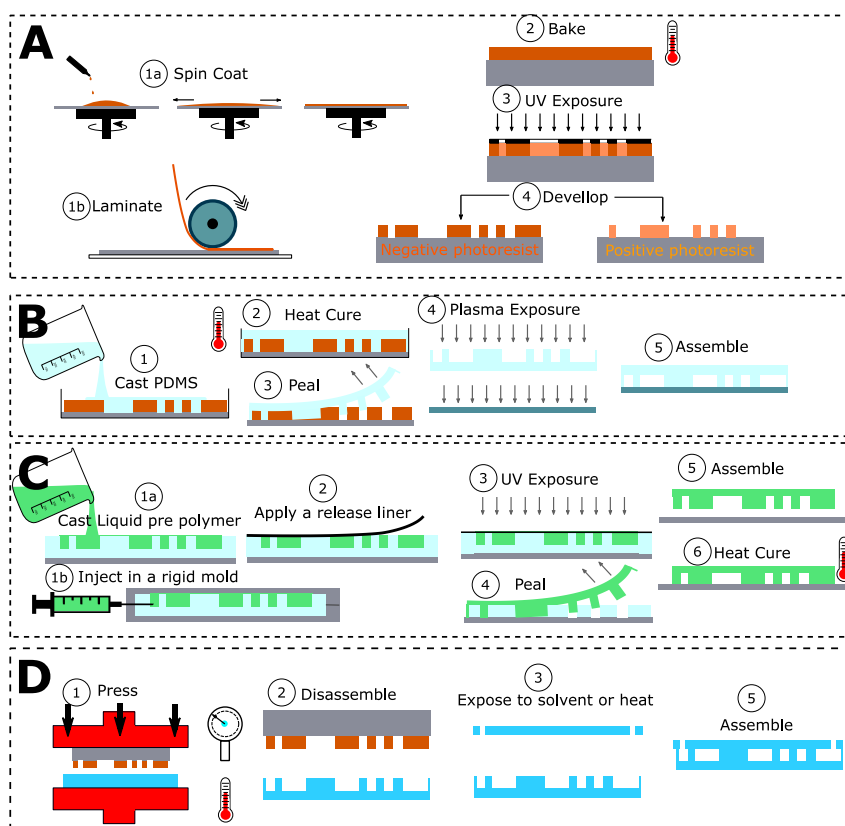 A
1a Spin Coat
1b Laminate
2 Bake
3 UV Exposure
4 Devellop
Negative photoresist
Positive photoresist
B
1
Cast PDMS
2 Heat Cure
3 Peal
4 Plasma Exposure
5 Assemble
C
1a
Cast Liquid pre polymer
1b Inject in a rigid mold
2
Apply a release liner
3 UV Exposure
4 Peal
5 Assemble
6 Heat Cure
D
1 Press
2 Disassemble
3
Expose to solvent or heat
5
Assemble